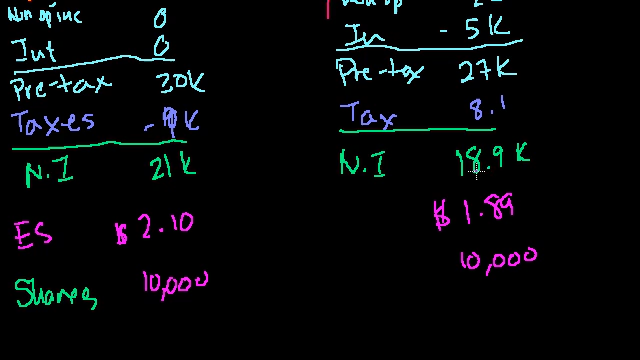 Non op inc 0
Int 0
Pre-tax 30K
Taxes - 9K
N.I 21K
ES $ 2.10
Shares 10,000
In - 5K
Pre-tax 27K
Tax 8.1
N.I 18.9 K
$ 1.89
10,000